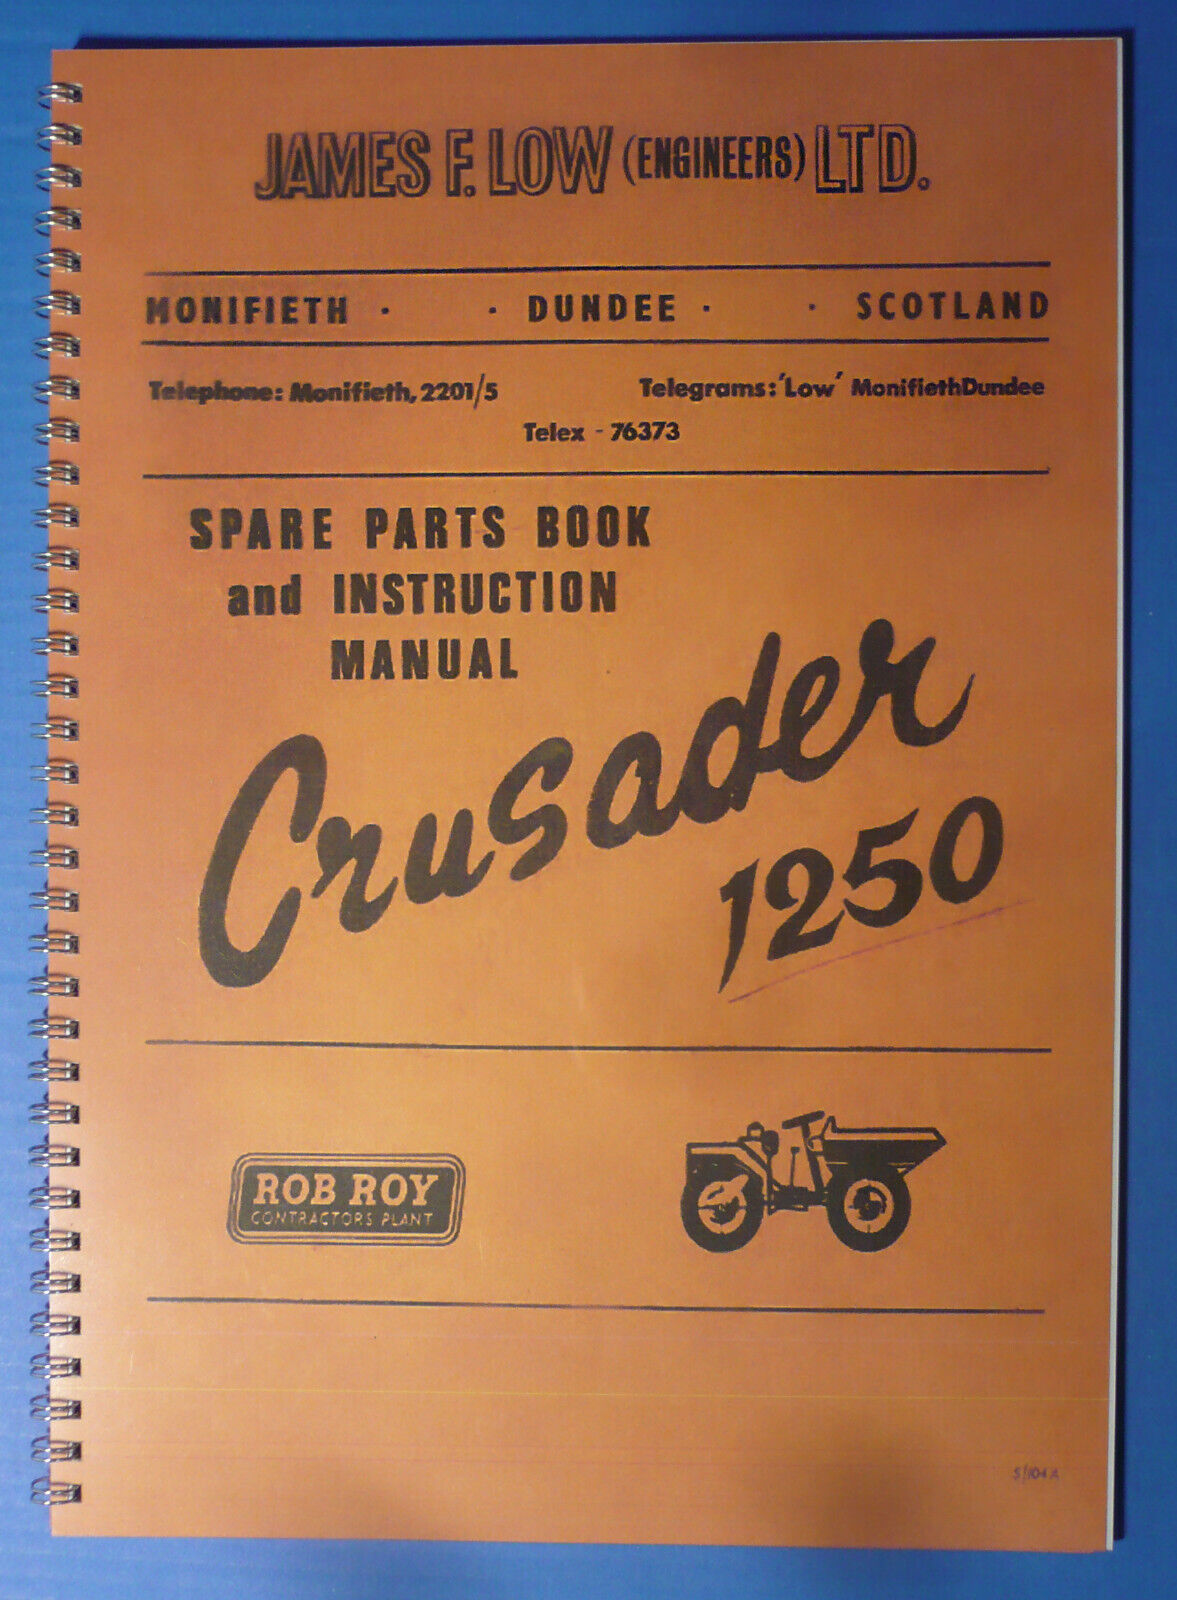 JAMES F. LOW (ENGINEERS) LTD.
MONIFIETH · · DUNDEE · · SCOTLAND
Telephone: Monifieth, 2201/5 Telegrams: 'Low' MonifiethDundee
Telex - 76373
SPARE PARTS BOOK
and INSTRUCTION
MANUAL
Crusader
1250
ROB ROY
CONTRACTORS PLANT
S/104 A